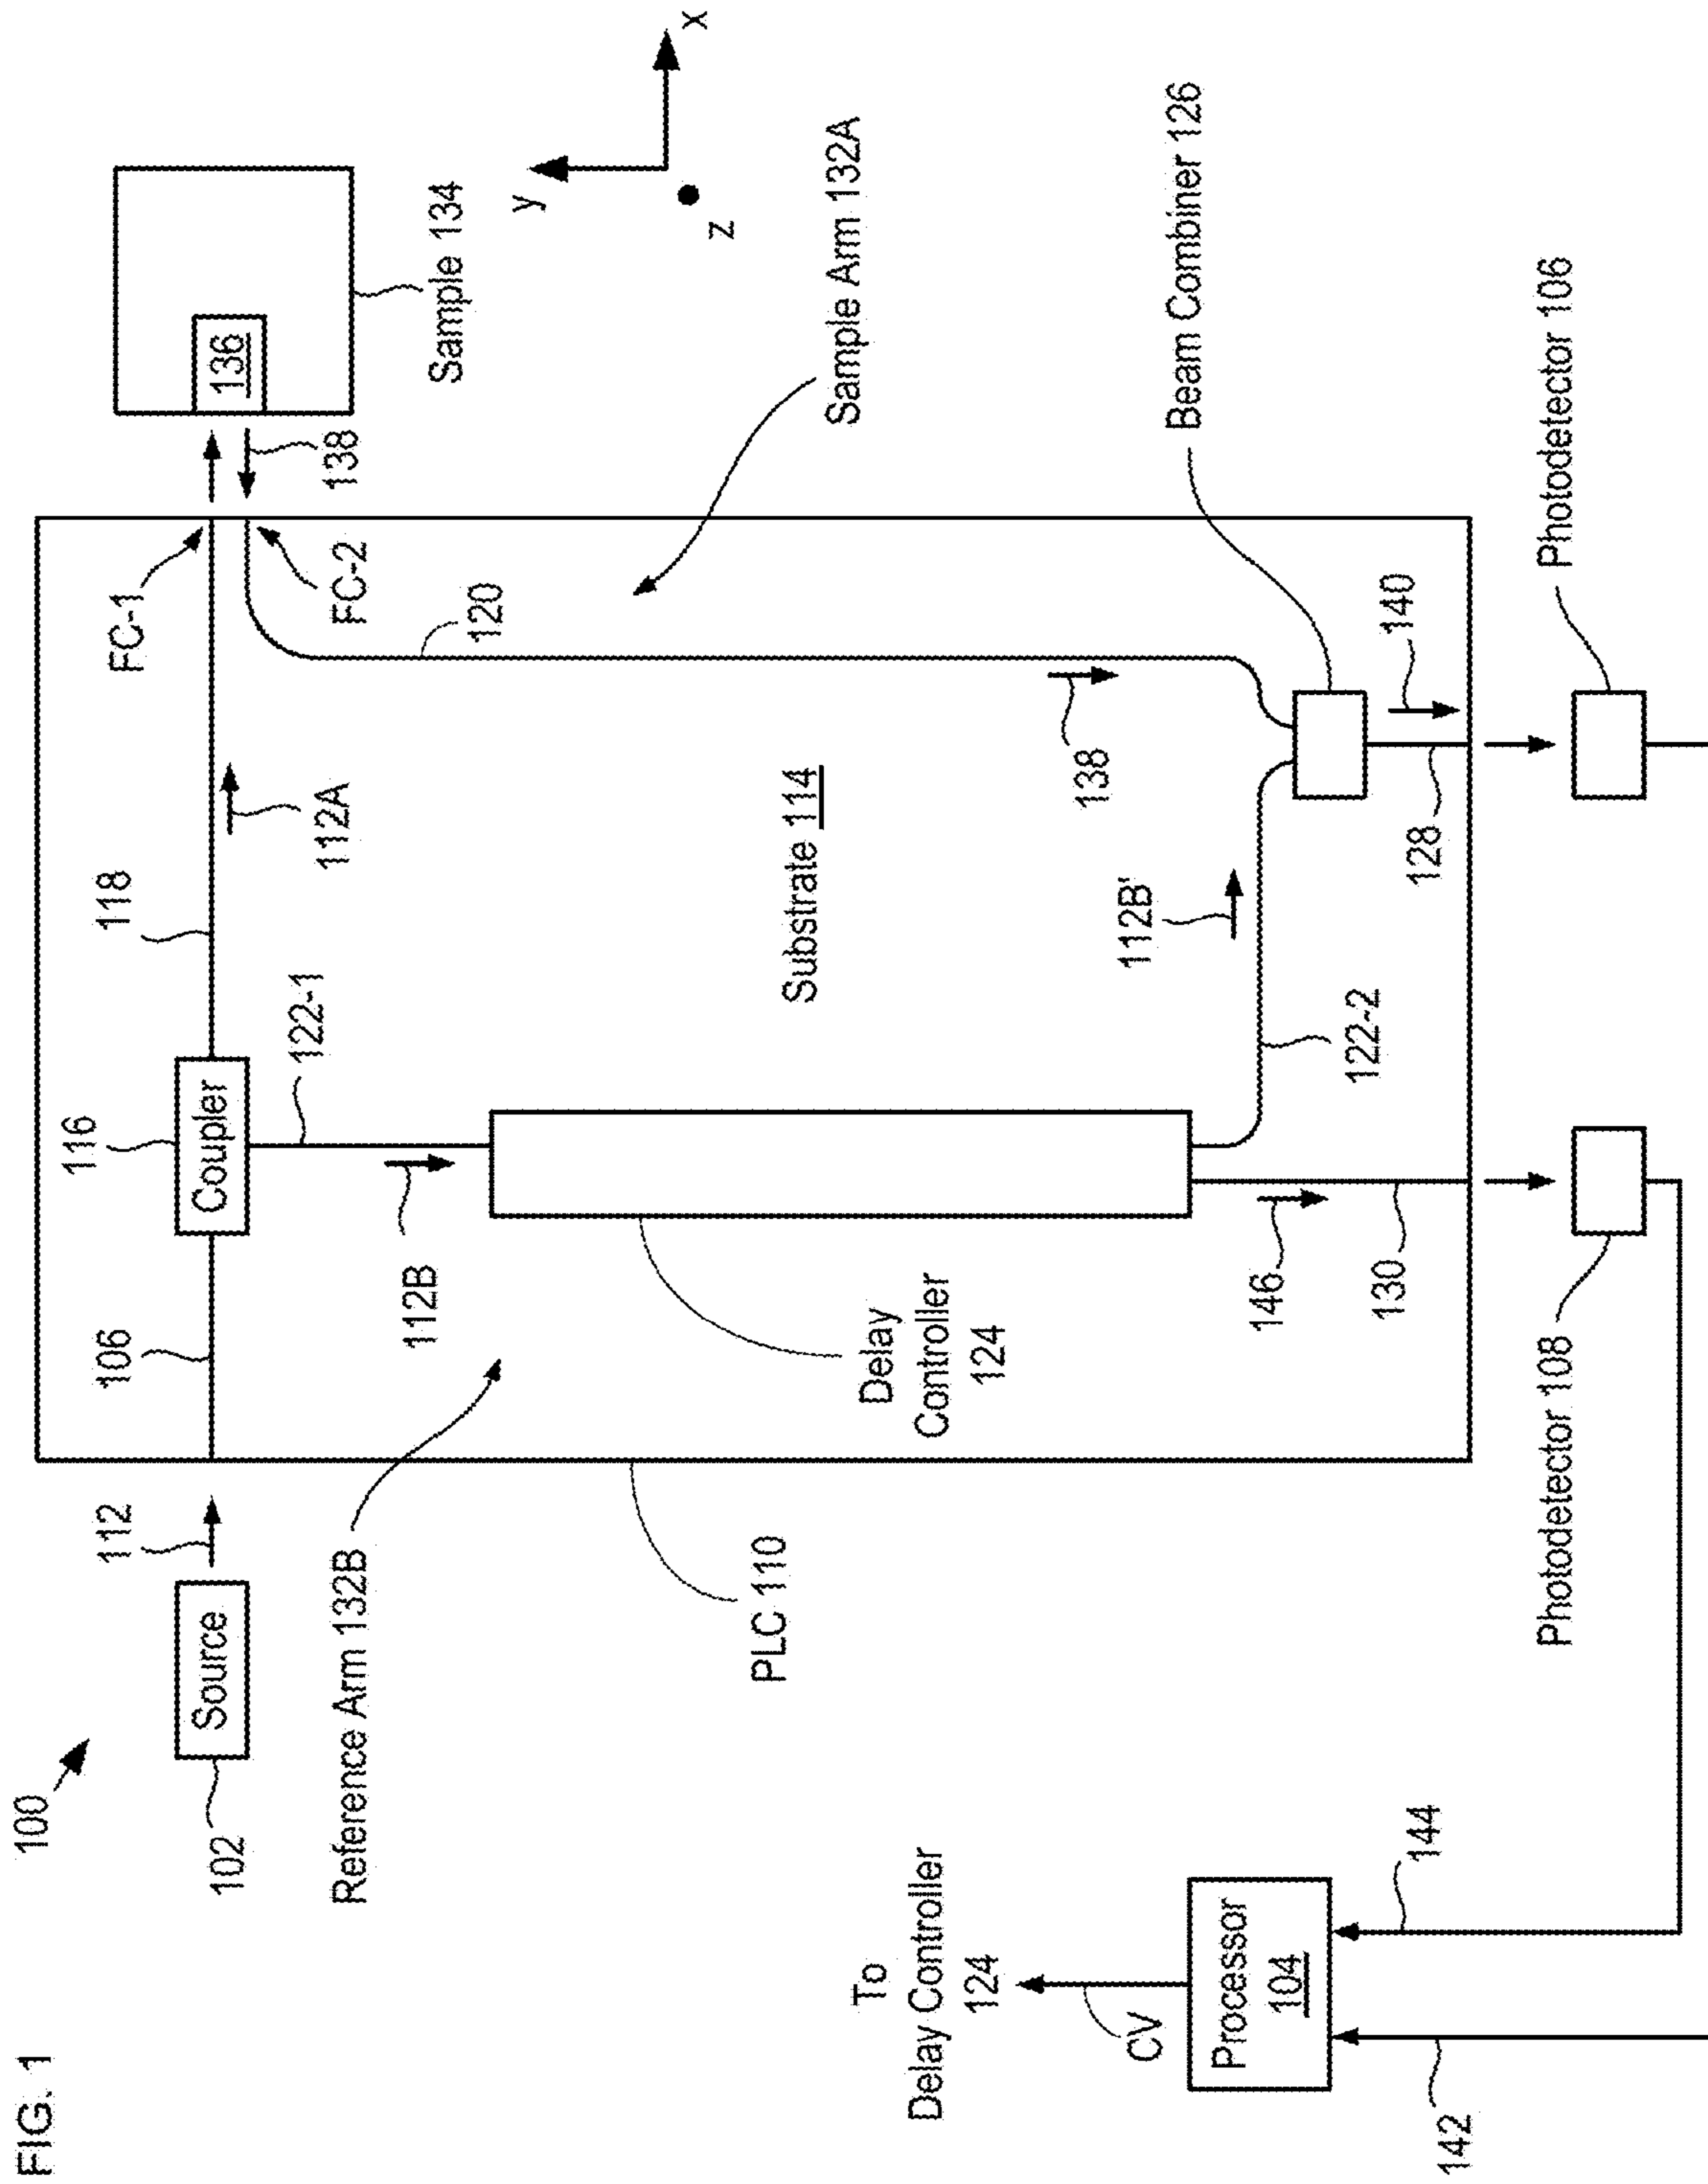 FIG. 1
100
102
Source
112
106
116
Coupler
118
112A
FC-1
FC-2
138
136
Sample 134
y
x
z
122-1
112B
Reference Arm 132B
PLC 110
Delay
Controller
124
Substrate 114
120
Sample Arm 132A
138
112B'
122-2
Beam Combiner 126
140
128
146
130
Photodetector 108
Photodetector 106
To
Delay Controller
124
CV
Processor
104
142
144